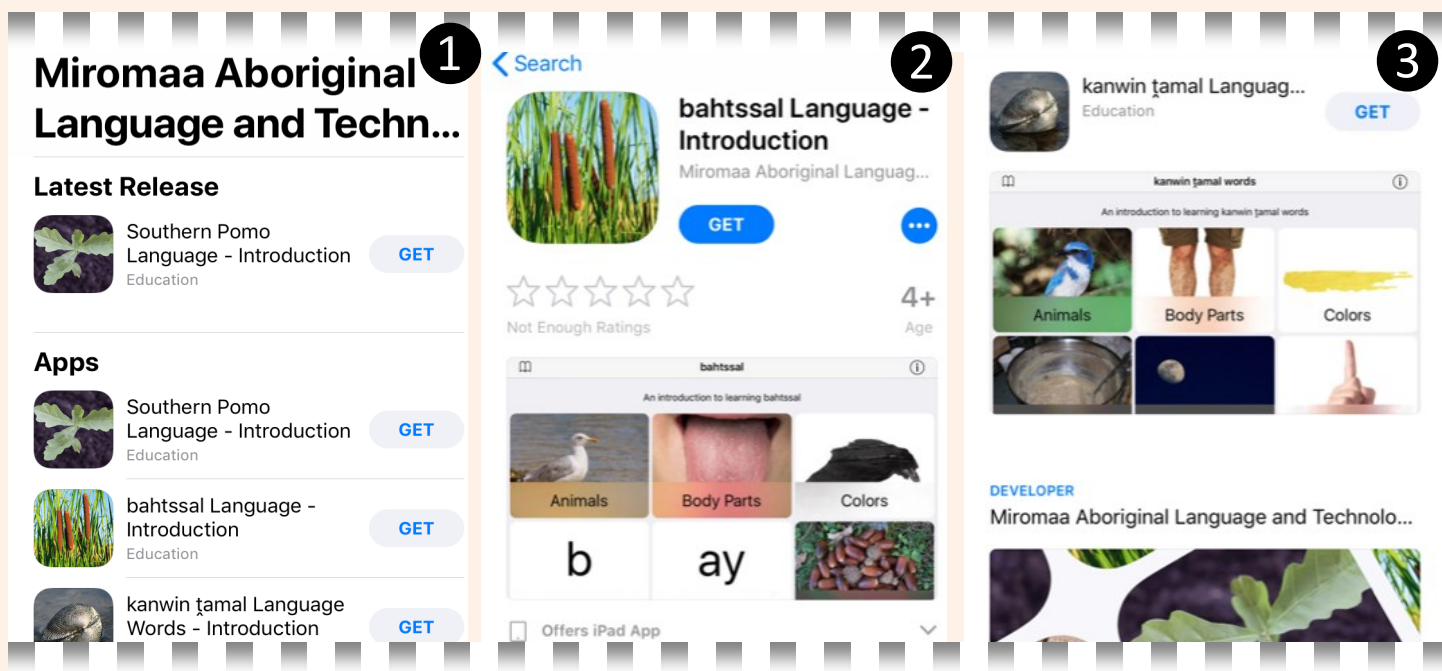 1
Miromaa Aboriginal
Language and Techn...
Latest Release
Southern Pomo
Language - Introduction
Education
GET
Apps
Southern Pomo
Language - Introduction
Education
GET
bahtssal Language -
Introduction
Education
GET
kanwin ṯamal Language
Words - Introduction
GET
2
Search
bahtssal Language -
Introduction
Miromaa Aboriginal Languag...
GET
Not Enough Ratings
4+
Age
bahtssal
An introduction to learning bahtssal
Animals
Body Parts
Colors
b
ay
Offers iPad App
3
kanwin ṯamal Languag...
Education
GET
kanwin ṯamal words
An introduction to learning kanwin ṯamal words
Animals
Body Parts
Colors
DEVELOPER
Miromaa Aboriginal Language and Technolo...